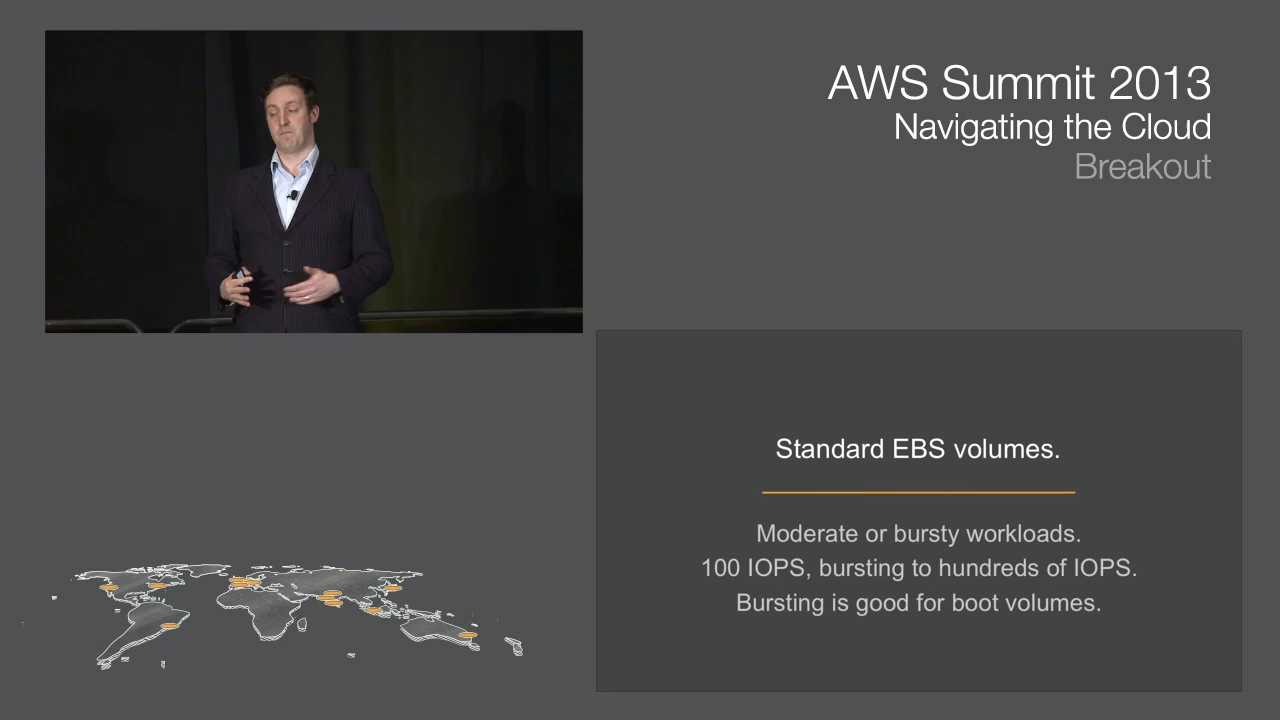 AWS Summit 2013
Navigating the Cloud
Breakout
Standard EBS volumes.
Moderate or bursty workloads.
100 IOPS, bursting to hundreds of IOPS.
Bursting is good for boot volumes.